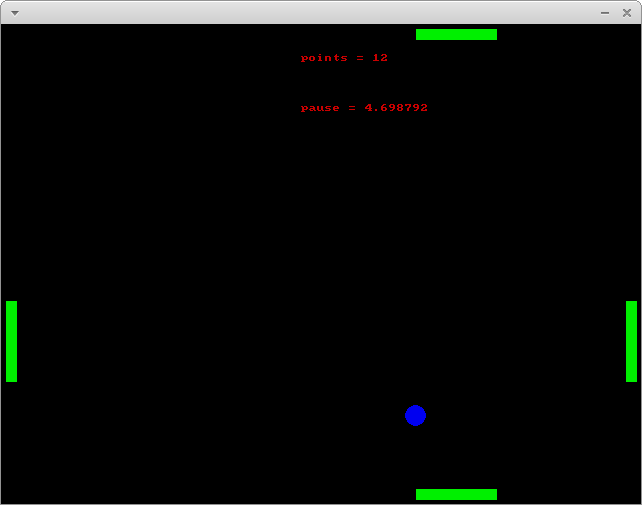 points = 12
pause = 4.698792